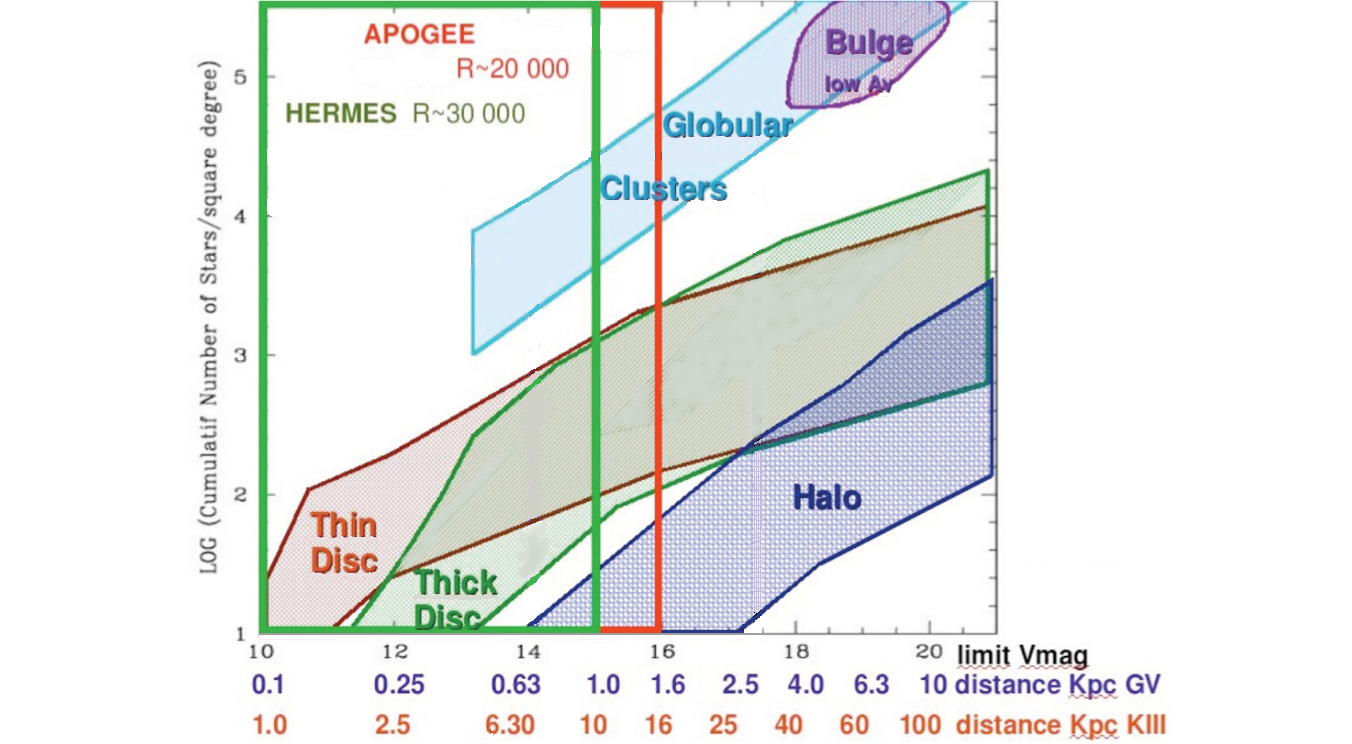 APOGEE
R~20 000
HERMES R~30 000
Bulge
low Av
Globular
Clusters
Thin
Disc
Thick
Disc
Halo
LOG (Cumulatif Number of Stars/square degree)
5
4
3
2
1
10 12 14 16 18 20 limit Vmag
0.1 0.25 0.63 1.0 1.6 2.5 4.0 6.3 10 distance Kpc GV
1.0 2.5 6.30 10 16 25 40 60 100 distance Kpc KIII